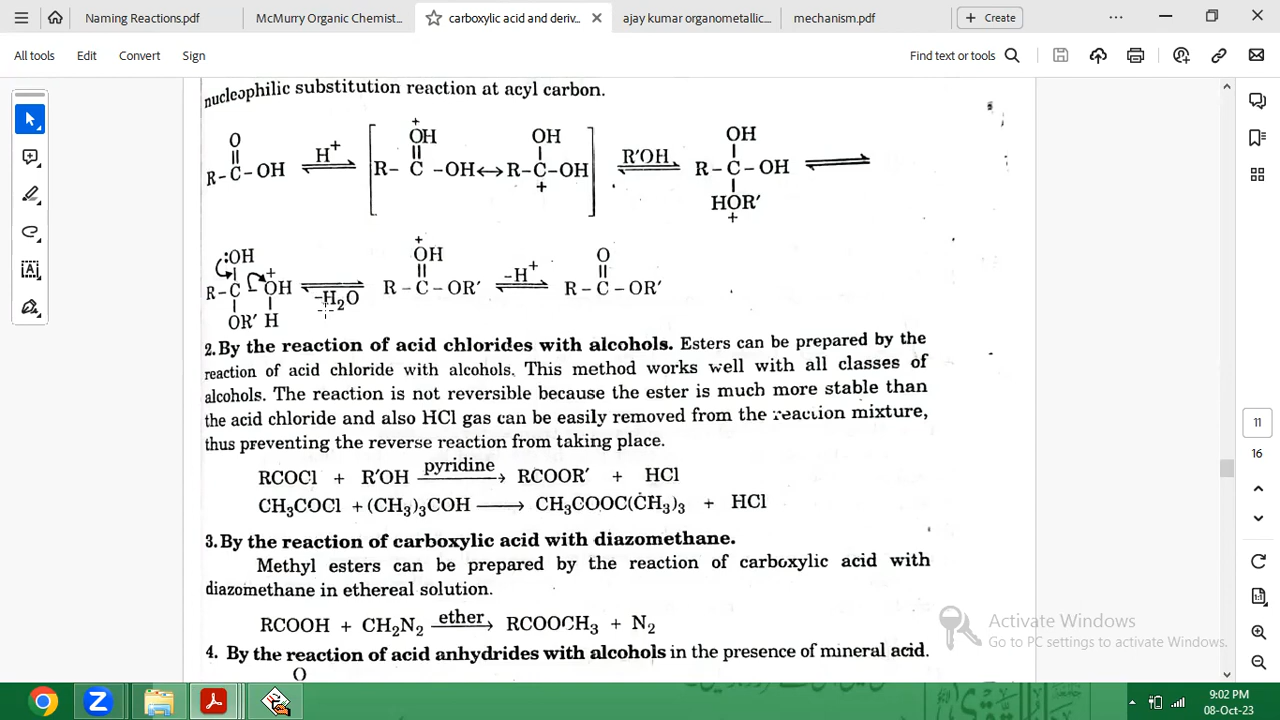 Naming Reactions.pdf
McMurry Organic Chemist...
carboxylic acid and deriv...
ajay kumar organometallic...
mechanism.pdf
Create
All tools
Edit
Convert
Sign
Find text or tools
nucleophilic substitution reaction at acyl carbon.
O + OH OH OH
R - C - OH H+ R - C - OH ↔ R - C - OH R′OH R - C - OH
+ HOR′
+
:OH + OH O
R - C + OH -H2O R - C - OR′ -H+ R - C - OR′
OR′ H
2. By the reaction of acid chlorides with alcohols. Esters can be prepared by the
reaction of acid chloride with alcohols. This method works well with all classes of
alcohols. The reaction is not reversible because the ester is much more stable than
the acid chloride and also HCl gas can be easily removed from the reaction mixture,
thus preventing the reverse reaction from taking place.
RCOCl + R′OH pyridine → RCOOR′ + HCl
CH3COCl + (CH3)3COH → CH3COOC(CH3)3 + HCl
3. By the reaction of carboxylic acid with diazomethane.
Methyl esters can be prepared by the reaction of carboxylic acid with
diazomethane in ethereal solution.
RCOOH + CH2N2 ether → RCOOCH3 + N2
4. By the reaction of acid anhydrides with alcohols in the presence of mineral acid.
O
11
16
Activate Windows
Go to PC settings to activate Windows.
9:02 PM
08-Oct-23